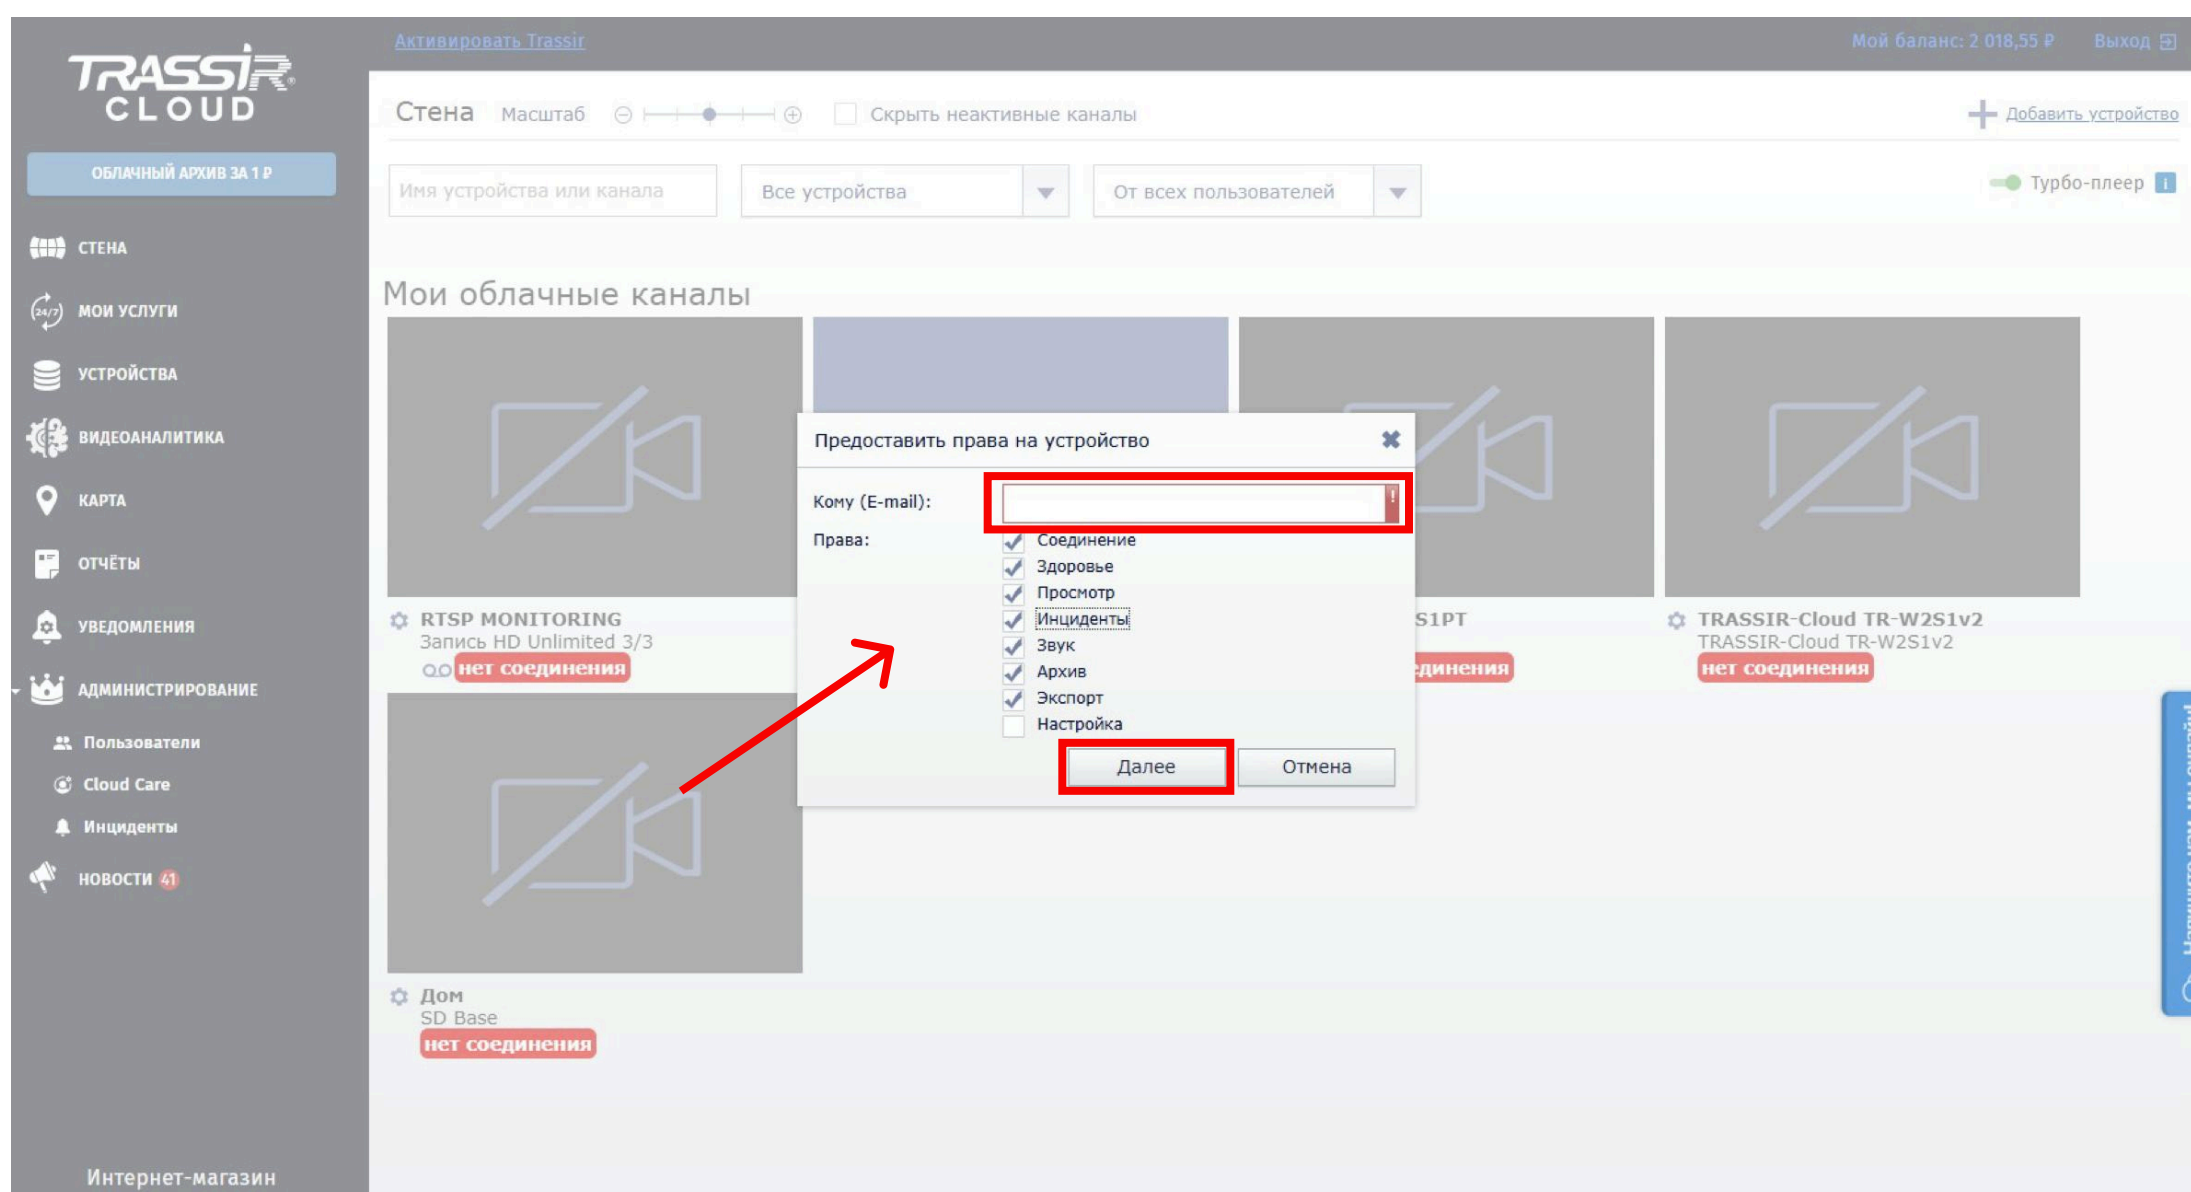 TRASSIR
CLOUD
Активировать Trassir
Мой баланс: 2 018,55 ₽
Выход
Стена
Масштаб
Скрыть неактивные каналы
Добавить устройство
ОБЛАЧНЫЙ АРХИВ ЗА 1 ₽
Имя устройства или канала
Все устройства
От всех пользователей
Турбо-плеер i
СТЕНА
24/7
МОИ УСЛУГИ
УСТРОЙСТВА
ВИДЕОАНАЛИТИКА
КАРТА
ОТЧЁТЫ
УВЕДОМЛЕНИЯ
АДМИНИСТРИРОВАНИЕ
Пользователи
Cloud Care
Инциденты
НОВОСТИ 41
Интернет-магазин
Мои облачные каналы
RTSP MONITORING
Запись HD Unlimited 3/3
нет соединения
S1PT
единения
TRASSIR-Cloud TR-W2S1v2
TRASSIR-Cloud TR-W2S1v2
нет соединения
Дом
SD Base
нет соединения
Предоставить права на устройство
Кому (E-mail):
!
Права:
Соединение
Здоровье
Просмотр
Инциденты
Звук
Архив
Экспорт
Настройка
Далее
Отмена